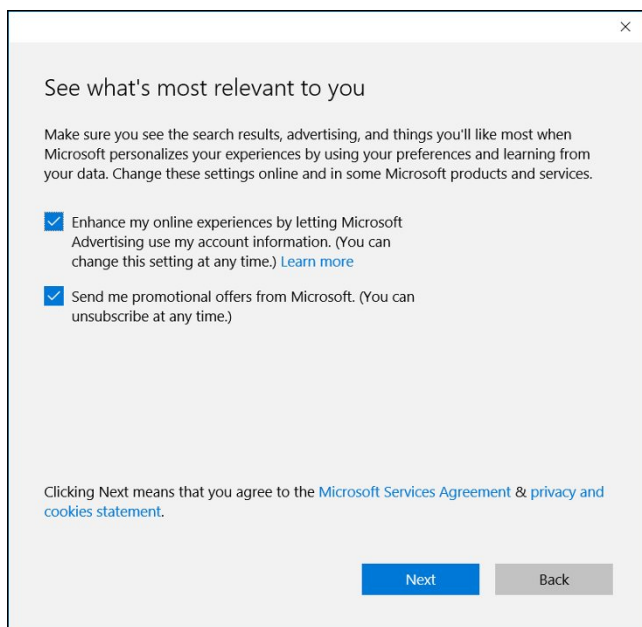 See what's most relevant to you
Make sure you see the search results, advertising, and things you'll like most when
Microsoft personalizes your experiences by using your preferences and learning from
your data. Change these settings online and in some Microsoft products and services.
Enhance my online experiences by letting Microsoft
Advertising use my account information. (You can
change this setting at any time.) Learn more
Send me promotional offers from Microsoft. (You can
unsubscribe at any time.)
Clicking Next means that you agree to the Microsoft Services Agreement & privacy and
cookies statement.
Next Back